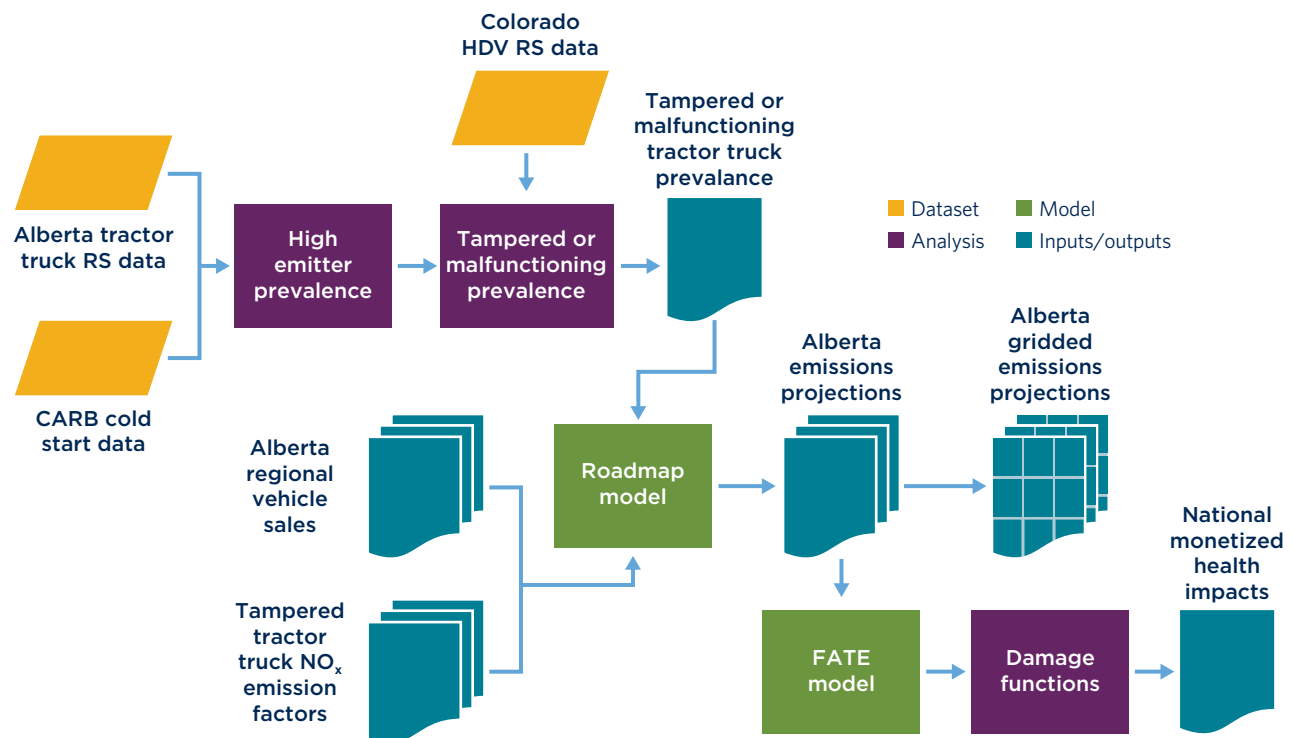 Colorado
HDV RS data
Tampered or
malfunctioning
tractor truck
prevalance
Alberta tractor
truck RS data
High
emitter
prevalence
Tampered or
malfunctioning
prevalence
Dataset
Model
Analysis
Inputs/outputs
CARB cold
start data
Alberta
regional
vehicle
sales
Roadmap
model
Alberta
emissions
projections
Alberta
gridded
emissions
projections
Tampered
tractor
truck NOₓ
emission
factors
FATE
model
Damage
functions
National
monetized
health
impacts